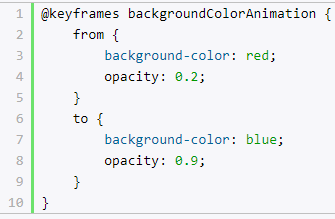 1 @keyframes backgroundColorAnimation {
2     from {
3         background-color: red;
4         opacity: 0.2;
5     }
6     to {
7         background-color: blue;
8         opacity: 0.9;
9     }
10 }